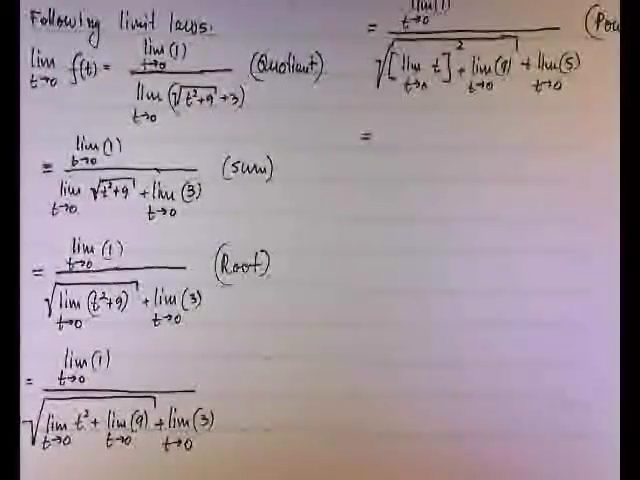 Following limit laws.
lim t→0 f(t) = lim t→0 (1) / lim t→0 (√t²+9 + 3) (Quotiant)
= lim t→0 (1) / lim t→0 √t²+9 + lim t→0 (3) (Sum)
= lim t→0 (1) / √lim t→0 (t²+9) + lim t→0 (3) (Root)
= lim t→0 (1) / √lim t→0 t² + lim t→0 (9) + lim t→0 (3)
= lim t→0 (1) / √[lim t→0 t]² + lim t→0 (9) + lim t→0 (5) (Pow
=